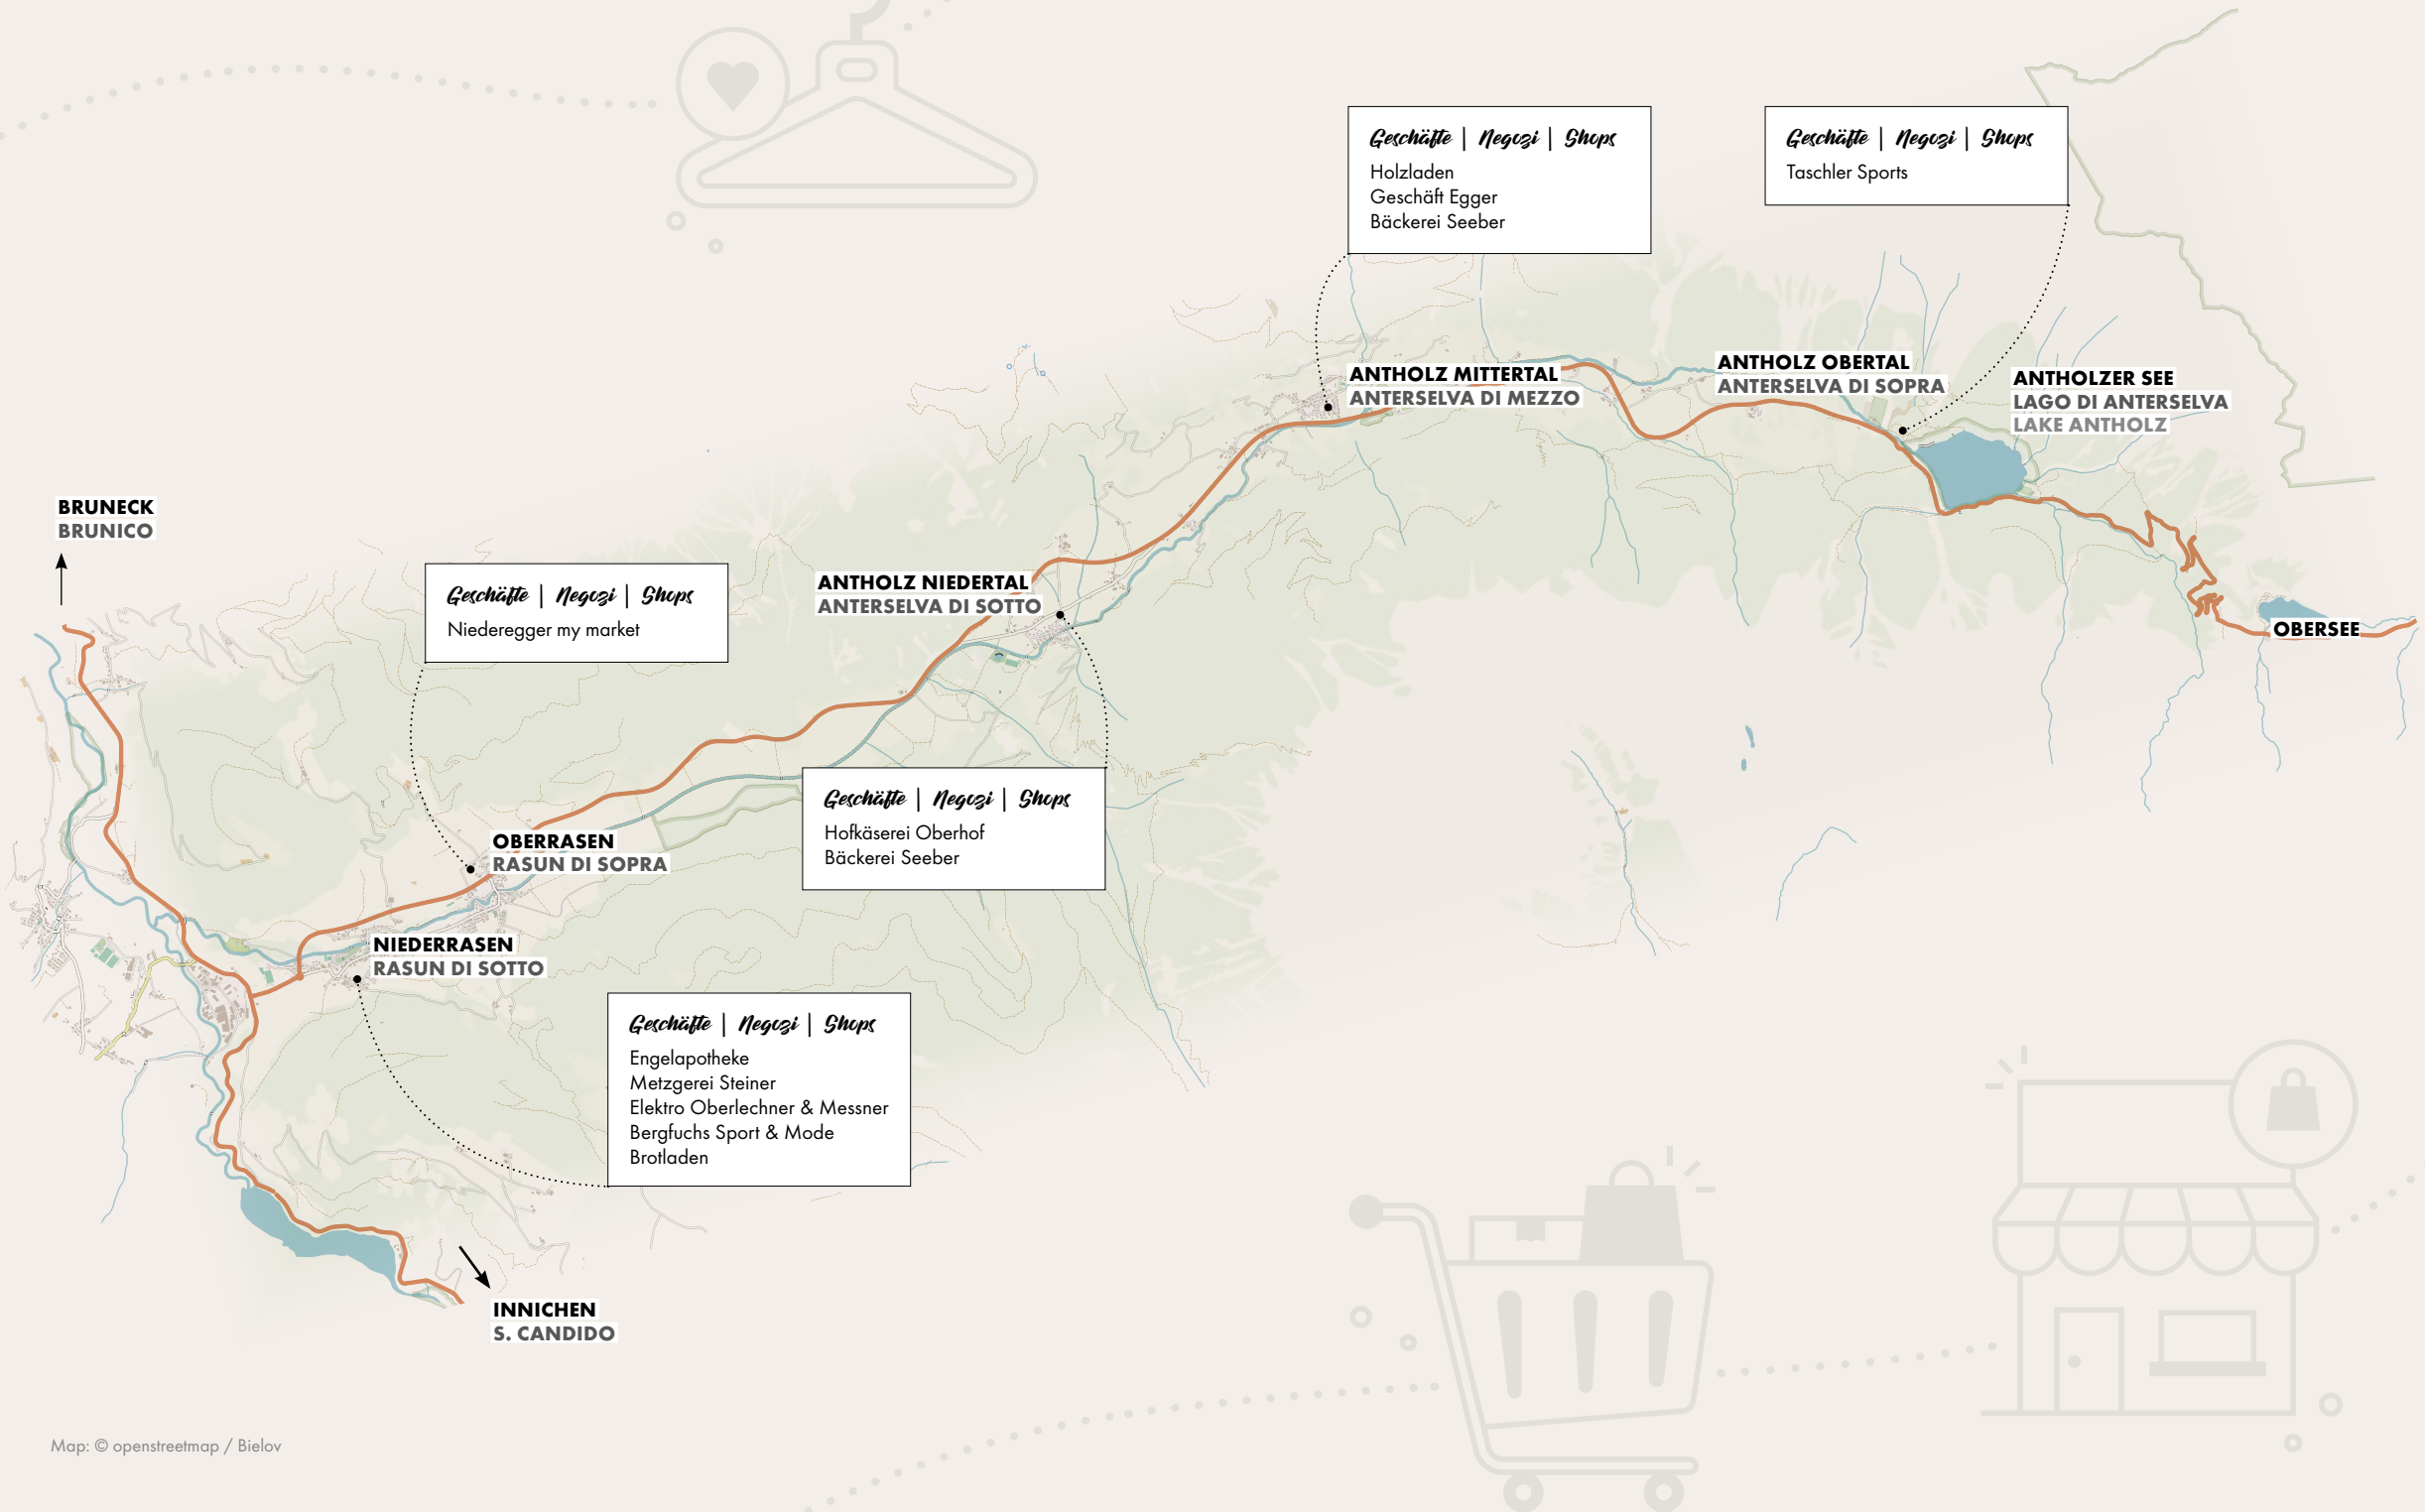 Geschäfte | Negozi | Shops
Holzladen
Geschäft Egger
Bäckerei Seeber
Geschäfte | Negozi | Shops
Taschler Sports
ANTHOLZ MITTERTAL
ANTERSELVA DI MEZZO
ANTHOLZ OBERTAL
ANTERSELVA DI SOPRA
ANTHOLZER SEE
LAGO DI ANTERSELVA
LAKE ANTHOLZ
BRUNECK
BRUNICO
Geschäfte | Negozi | Shops
Niederegger my market
ANTHOLZ NIEDERTAL
ANTERSELVA DI SOTTO
OBERSEE
Geschäfte | Negozi | Shops
Hofkäserei Oberhof
Bäckerei Seeber
OBERRASEN
RASUN DI SOPRA
NIEDERRASEN
RASUN DI SOTTO
Geschäfte | Negozi | Shops
Engelapotheke
Metzgerei Steiner
Elektro Oberlechner & Messner
Bergfuchs Sport & Mode
Brotladen
INNICHEN
S. CANDIDO
Map: © openstreetmap / Bielov